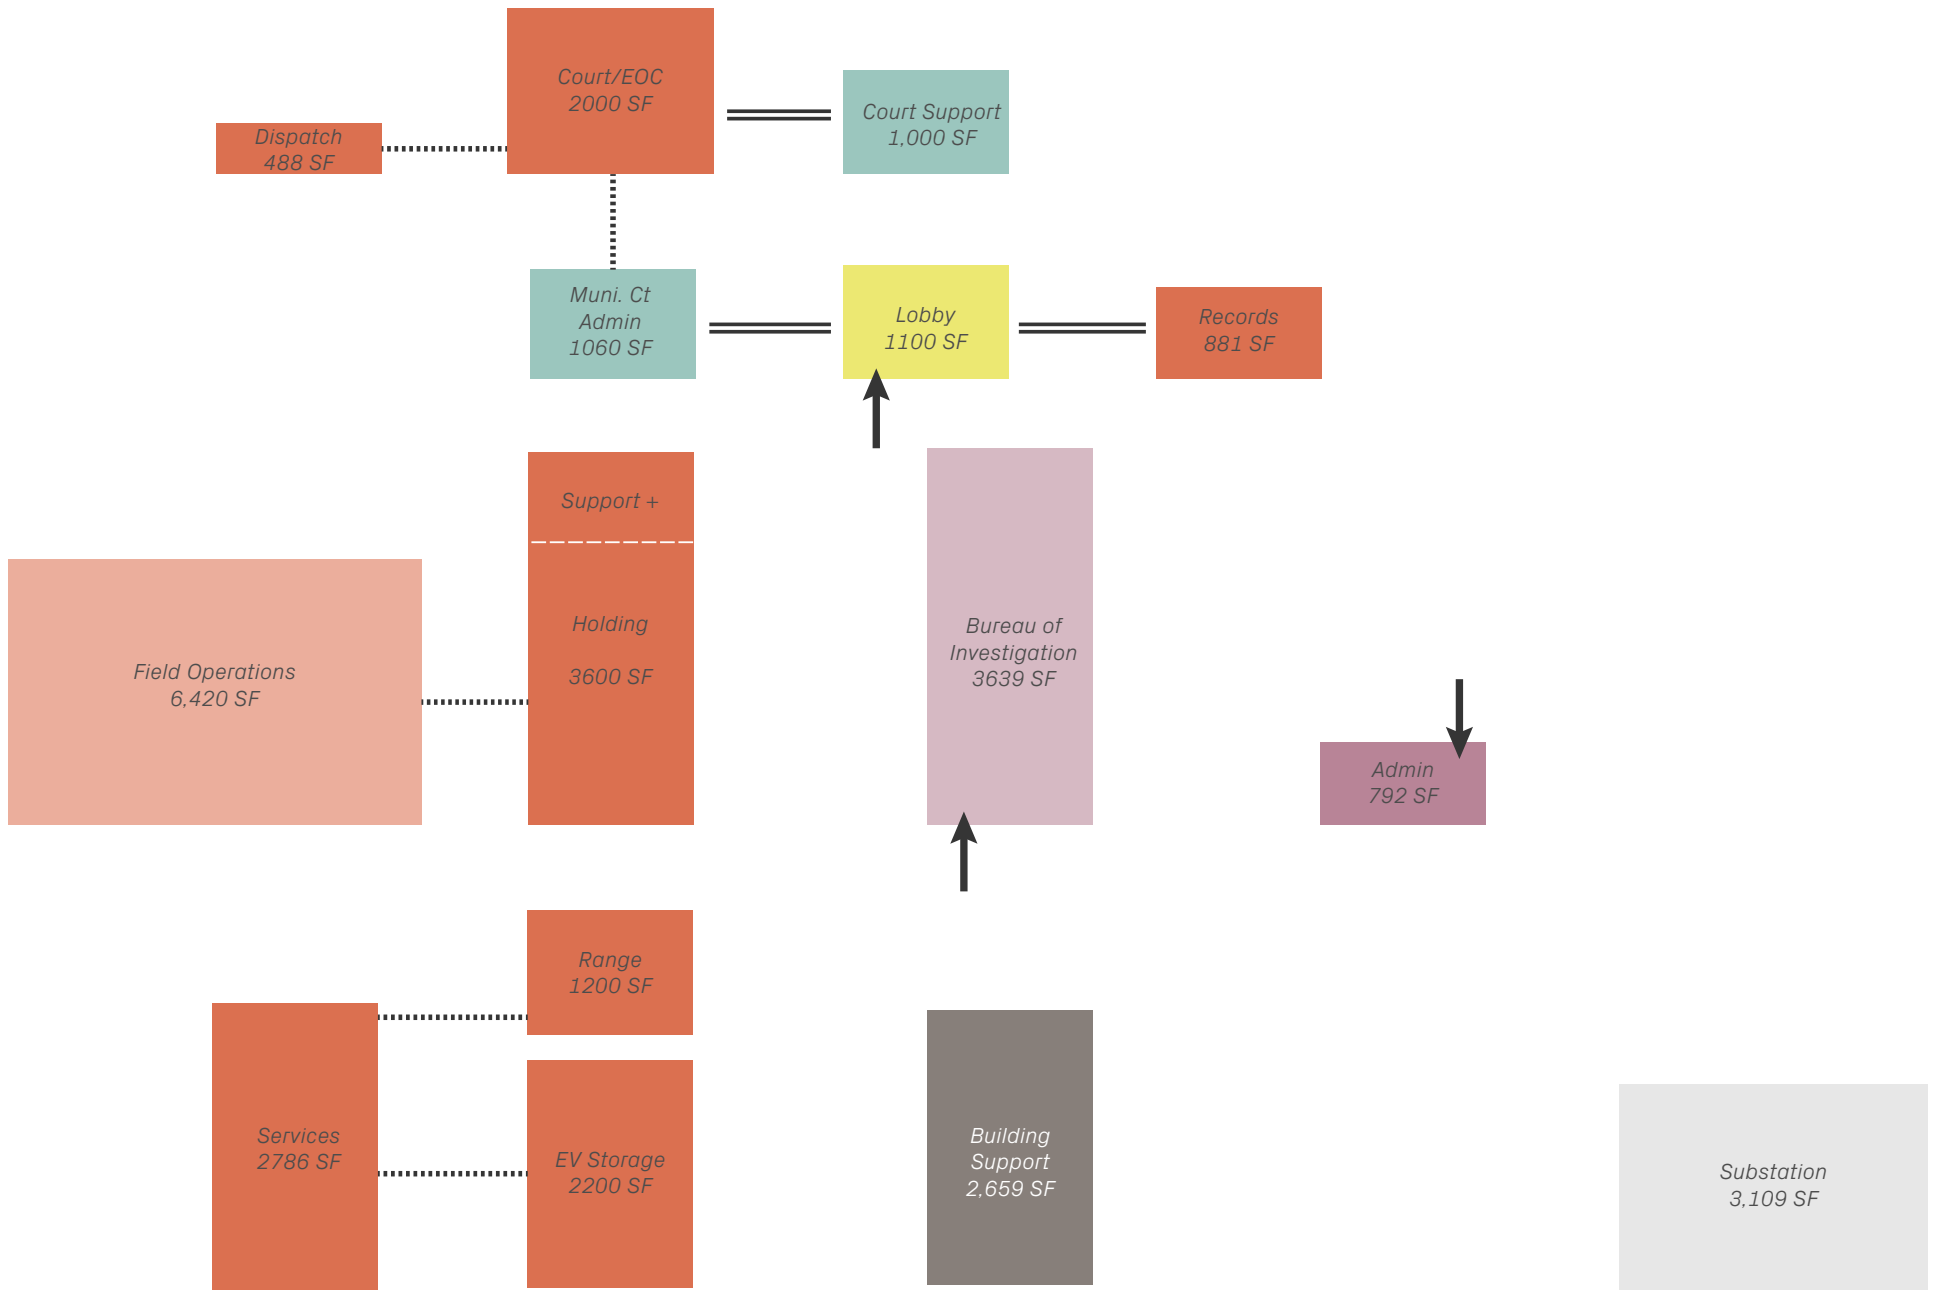 Court/EOC
2000 SF
Court Support
1,000 SF
Dispatch
488 SF
Muni. Ct
Admin
1060 SF
Lobby
1100 SF
Records
881 SF
Support +
Holding
3600 SF
Field Operations
6,420 SF
Bureau of
Investigation
3639 SF
Admin
792 SF
Range
1200 SF
Services
2786 SF
EV Storage
2200 SF
Building
Support
2,659 SF
Substation
3,109 SF